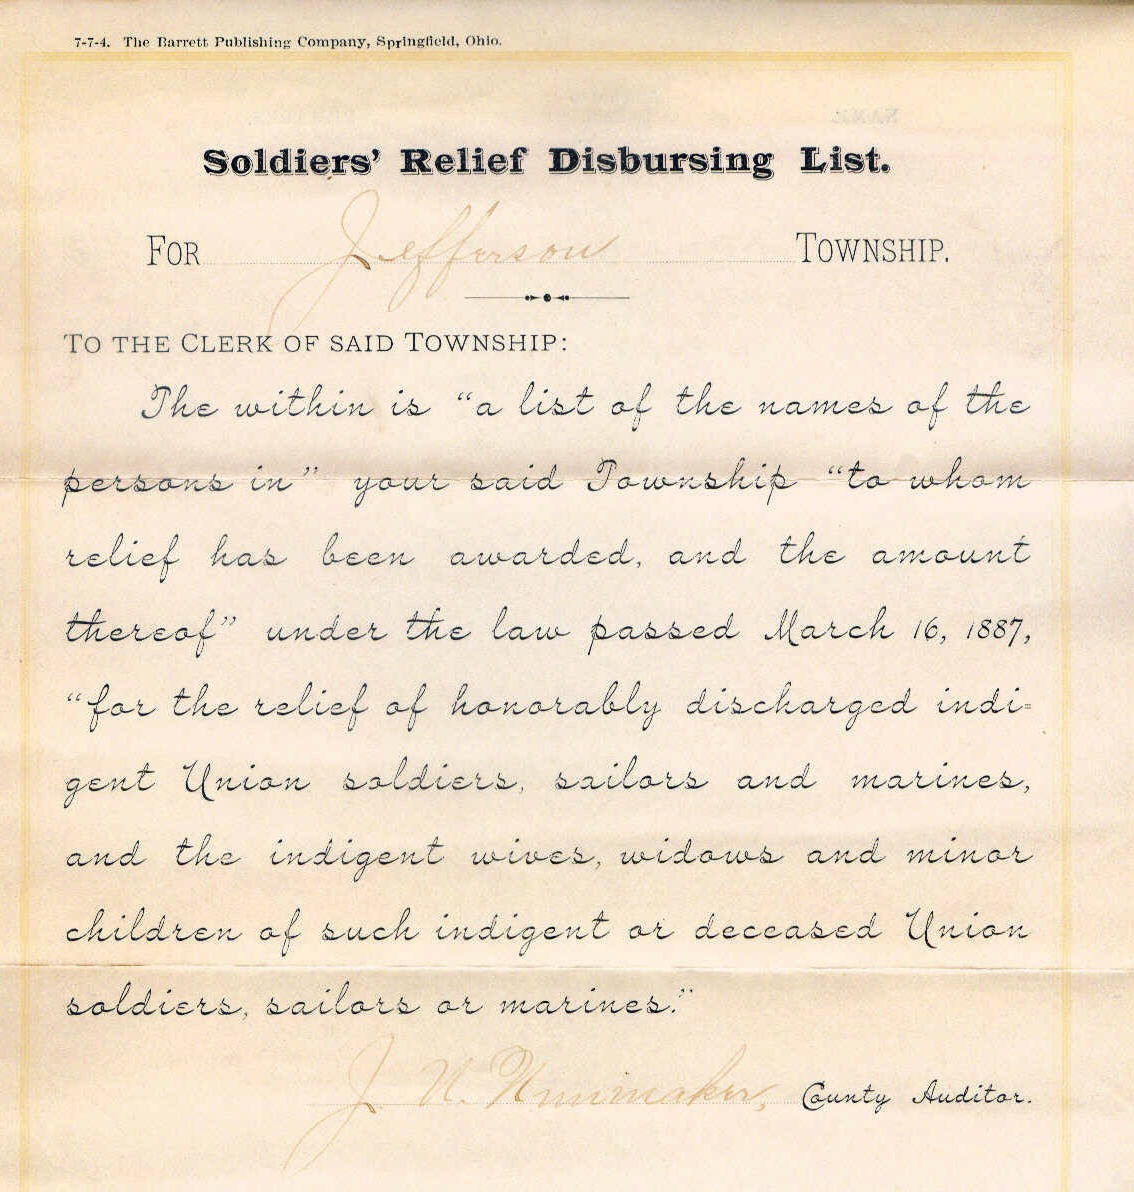 7-7-4. The Barrett Publishing Company, Springfield, Ohio.
Soldiers' Relief Disbursing List.
FOR Jefferson TOWNSHIP.
TO THE CLERK OF SAID TOWNSHIP:
The within is "a list of the names of the
persons in" your said Township "to whom
relief has been awarded, and the amount
thereof" under the law passed March 16, 1887,
"for the relief of honorably discharged indi=
gent Union soldiers, sailors and marines,
and the indigent wives, widows and minor
children of such indigent or deceased Union
soldiers, sailors or marines."
J. N. Nunimaker, County Auditor.